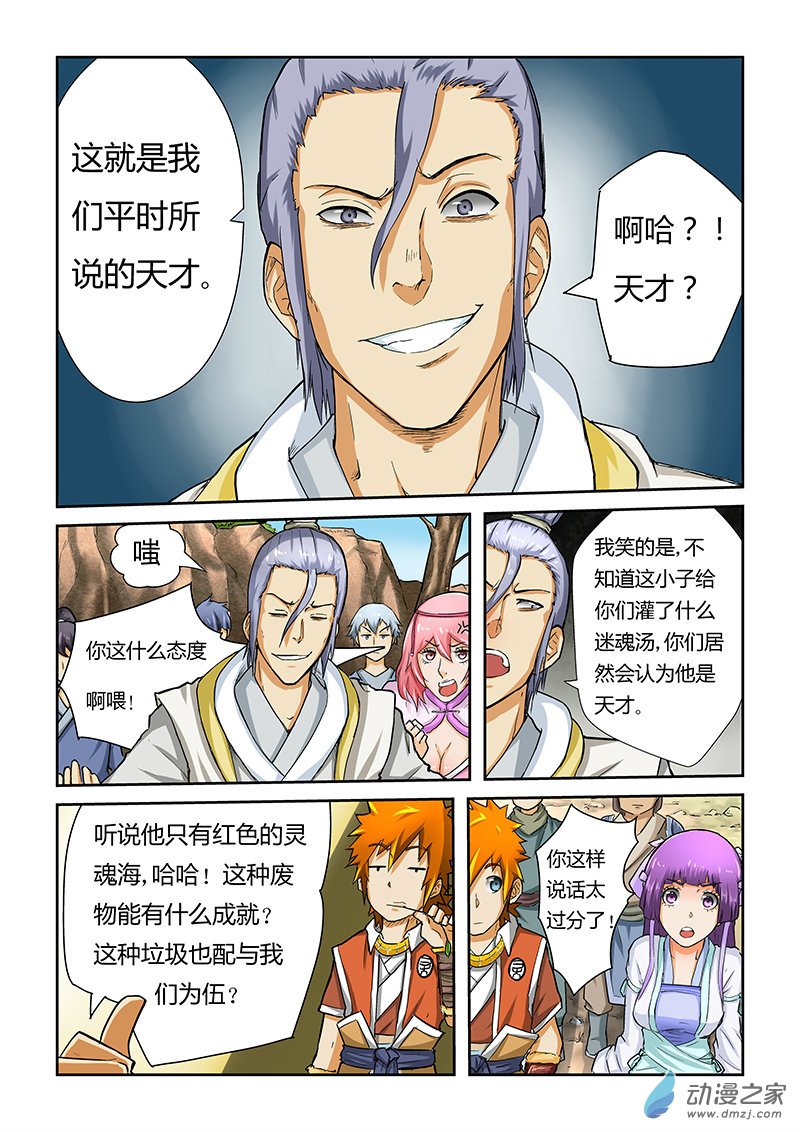 这就是我
们平时所
说的天才。
啊哈？！
天才？
嗤
你这什么态度
啊喂！
我笑的是,不
知道这小子给
你们灌了什么
迷魂汤,你们居
然会认为他是
天才。
听说他只有红色的灵
魂海,哈哈！这种废
物能有什么成就？
这种垃圾也配与我
们为伍？
你这样
说话太
过分了！
灵
灵
动漫之家
www.dmzj.com